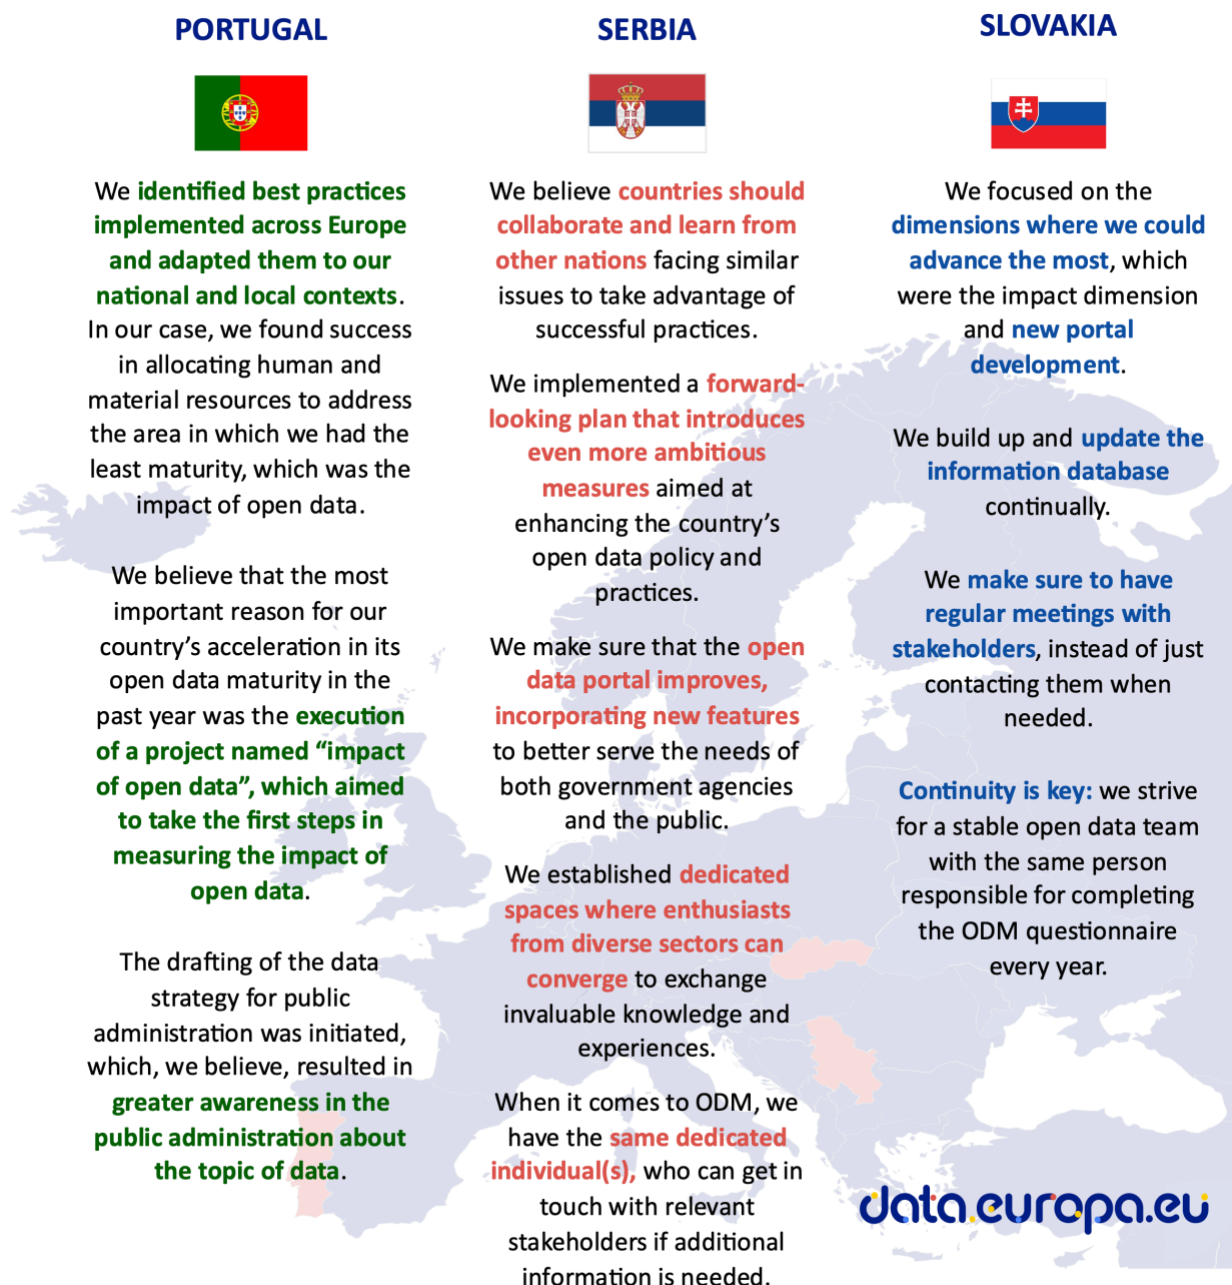 PORTUGAL
We identified best practices
implemented across Europe
and adapted them to our
national and local contexts.
In our case, we found success
in allocating human and
material resources to address
the area in which we had the
least maturity, which was the
impact of open data.
We believe that the most
important reason for our
country’s acceleration in its
open data maturity in the
past year was the execution
of a project named “impact
of open data”, which aimed
to take the first steps in
measuring the impact of
open data.
The drafting of the data
strategy for public
administration was initiated,
which, we believe, resulted in
greater awareness in the
public administration about
the topic of data.
SERBIA
We believe countries should
collaborate and learn from
other nations facing similar
issues to take advantage of
successful practices.
We implemented a forward-
looking plan that introduces
even more ambitious
measures aimed at
enhancing the country’s
open data policy and
practices.
We make sure that the open
data portal improves,
incorporating new features
to better serve the needs of
both government agencies
and the public.
We established dedicated
spaces where enthusiasts
from diverse sectors can
converge to exchange
invaluable knowledge and
experiences.
When it comes to ODM, we
have the same dedicated
individual(s), who can get in
touch with relevant
stakeholders if additional
information is needed.
SLOVAKIA
We focused on the
dimensions where we could
advance the most, which
were the impact dimension
and new portal
development.
We build up and update the
information database
continually.
We make sure to have
regular meetings with
stakeholders, instead of just
contacting them when
needed.
Continuity is key: we strive
for a stable open data team
with the same person
responsible for completing
the ODM questionnaire
every year.
data.europa.eu